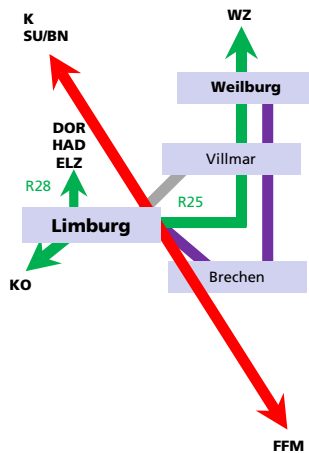 K
SU/BN
WZ
Weilburg
DOR
HAD
ELZ
Villmar
R28
R25
Limburg
KO
Brechen
FFM